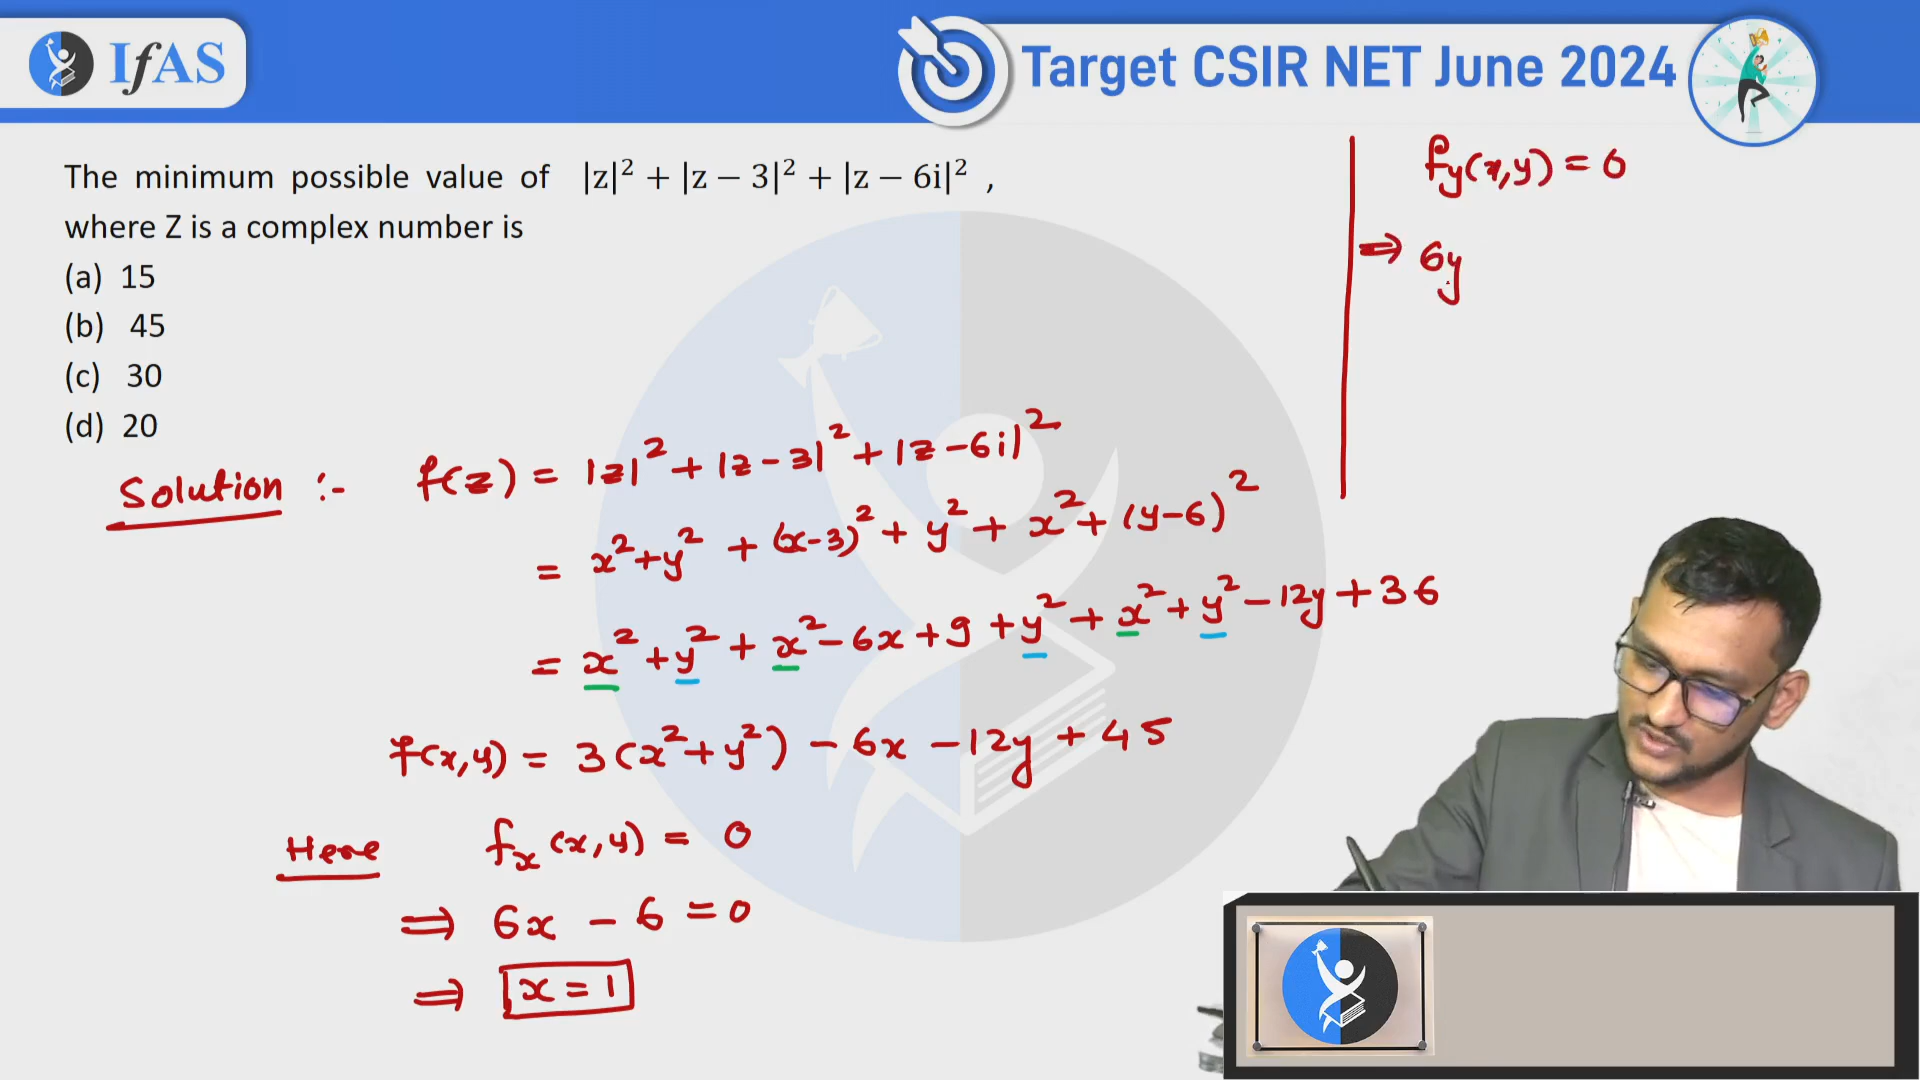 IfAS
Target CSIR NET June 2024
The minimum possible value of |z|² + |z − 3|² + |z − 6i|² ,
where Z is a complex number is
(a) 15
(b) 45
(c) 30
(d) 20
Solution :- f(z) = |z|² + |z-3|² + |z-6i|²
= x²+y² + (x-3)² + y² + x² + (y-6)²
= x² + y² + x² - 6x + 9 + y² + x² + y² - 12y + 36
f(x,y) = 3(x²+y²) - 6x - 12y + 45
Here fx(x,y) = 0
⇒ 6x - 6 = 0
⇒ x = 1
fy(x,y) = 0
⇒ 6y